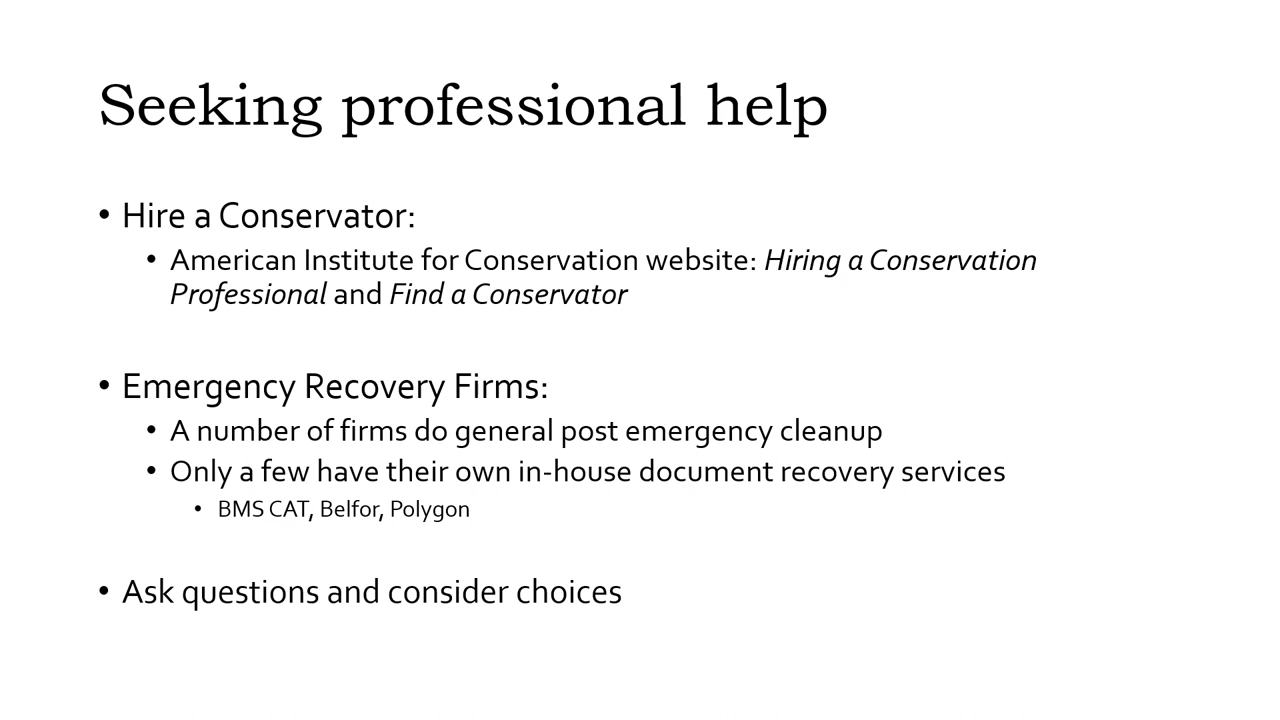 Seeking professional help
• Hire a Conservator:
• American Institute for Conservation website: Hiring a Conservation
Professional and Find a Conservator
• Emergency Recovery Firms:
• A number of firms do general post emergency cleanup
• Only a few have their own in-house document recovery services
• BMS CAT, Belfor, Polygon
• Ask questions and consider choices